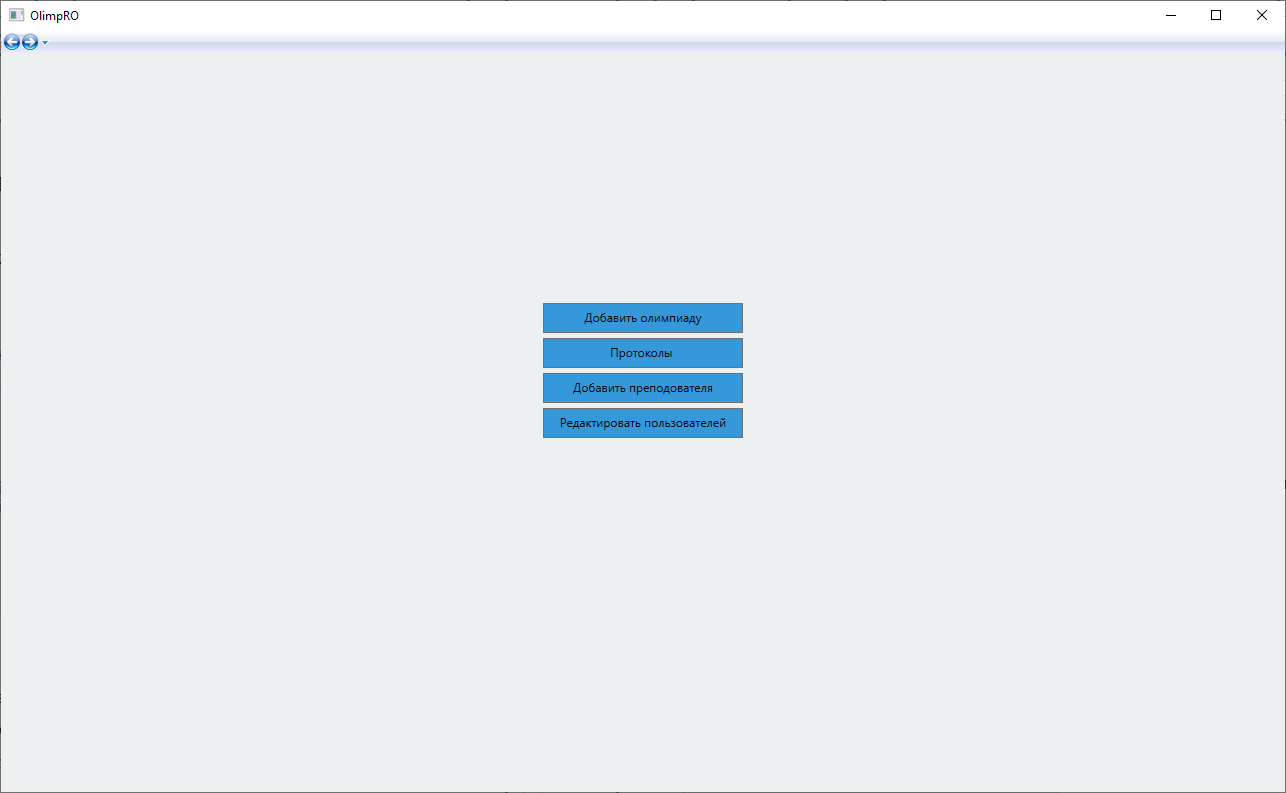 OlimpRO
Добавить олимпиаду
Протоколы
Добавить преподователя
Редактировать пользователей